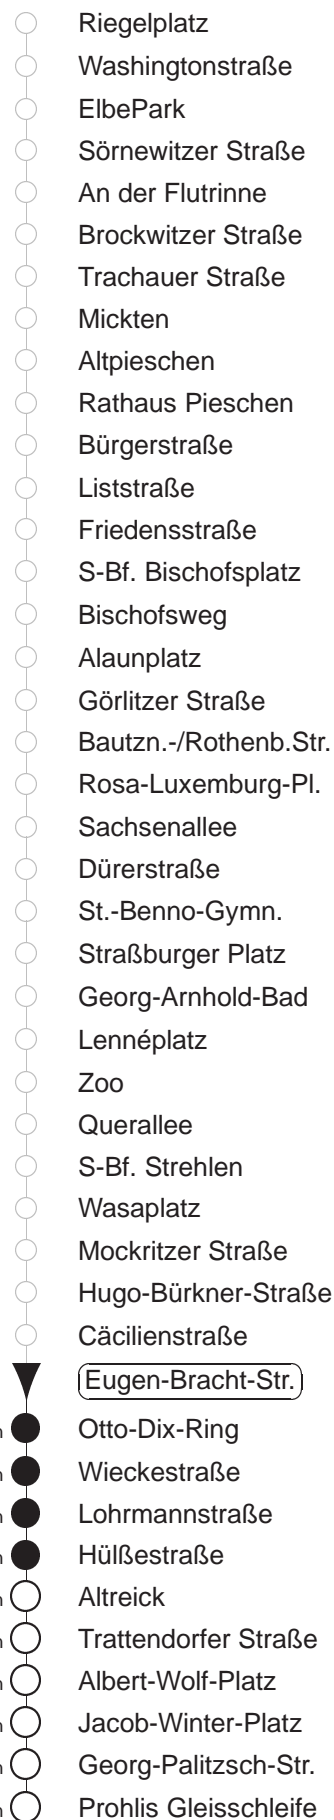 Riegelplatz
Washingtonstraße
ElbePark
Sörnewitzer Straße
An der Flutrinne
Brockwitzer Straße
Trachauer Straße
Mickten
Altpieschen
Rathaus Pieschen
Bürgerstraße
Liststraße
Friedensstraße
S-Bf. Bischofsplatz
Bischofsweg
Alaunplatz
Görlitzer Straße
Bautzn.-/Rothenb.Str.
Rosa-Luxemburg-Pl.
Sachsenallee
Dürerstraße
St.-Benno-Gymn.
Straßburger Platz
Georg-Arnhold-Bad
Lennéplatz
Zoo
Querallee
S-Bf. Strehlen
Wasaplatz
Mockritzer Straße
Hugo-Bürkner-Straße
Cäcilienstraße
Eugen-Bracht-Str.
Otto-Dix-Ring
Wieckestraße
Lohrmannstraße
Hülßestraße
Altreick
Trattendorfer Straße
Albert-Wolf-Platz
Jacob-Winter-Platz
Georg-Palitzsch-Str.
Prohlis Gleisschleife